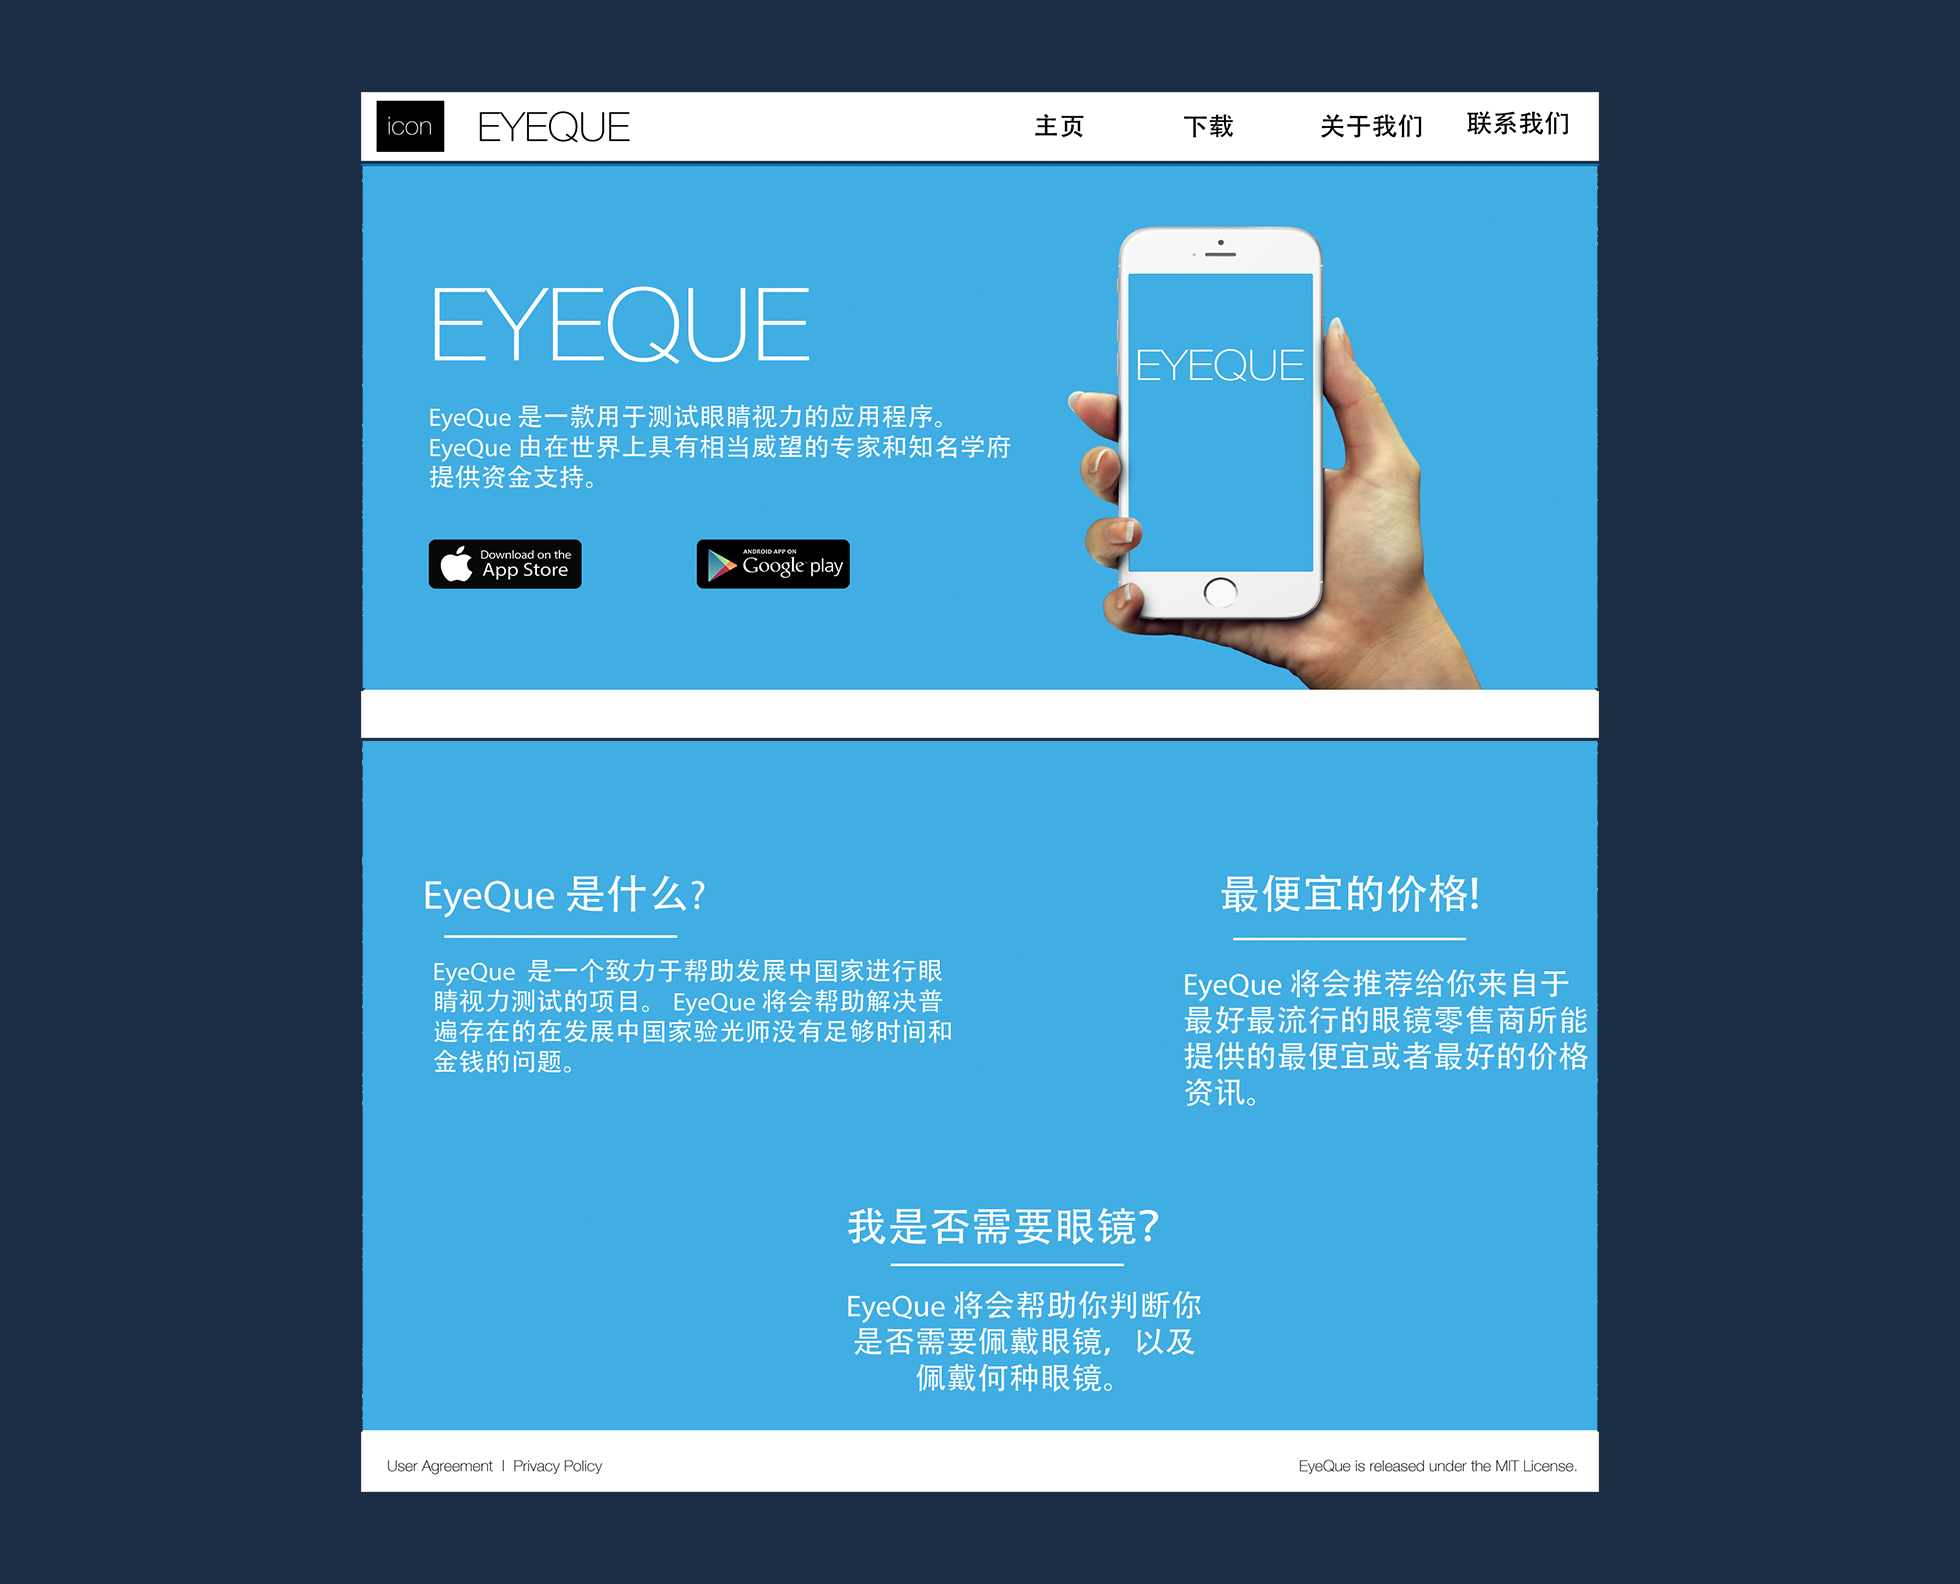 icon
EYEQUE
主页
下载
关于我们
联系我们
EYEQUE
EyeQue 是一款用于测试眼睛视力的应用程序。
EyeQue 由在世界上具有相当威望的专家和知名学府
提供资金支持。
Download on the
App Store
ANDROID APP ON
Google play
EYEQUE
EyeQue 是什么?
EyeQue 是一个致力于帮助发展中国家进行眼
睛视力测试的项目。 EyeQue 将会帮助解决普
遍存在的在发展中国家验光师没有足够时间和
金钱的问题。
最便宜的价格!
EyeQue 将会推荐给你来自于
最好最流行的眼镜零售商所能
提供的最便宜或者最好的价格
资讯。
我是否需要眼镜?
EyeQue 将会帮助你判断你
是否需要佩戴眼镜，以及
佩戴何种眼镜。
User Agreement | Privacy Policy
EyeQue is released under the MIT License.